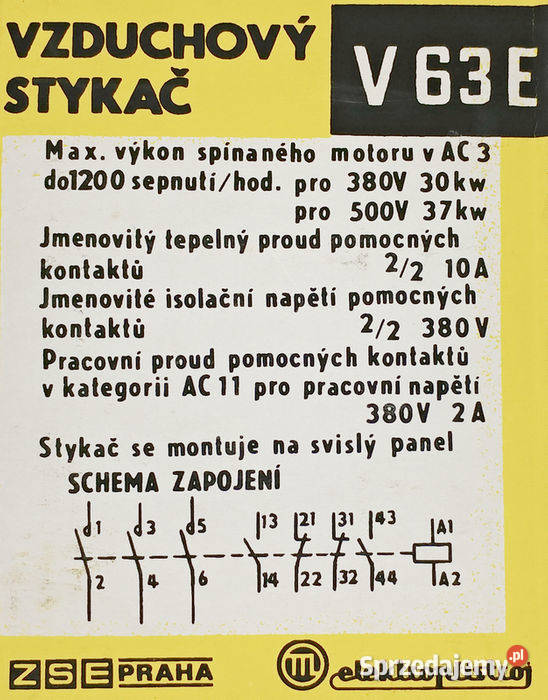 VZDUCHOVÝ
STYKAČ
V 63 E
Max. výkon spínaného motoru v AC 3
do1200 sepnutí/hod. pro 380V 30kw
pro 500V 37kw
Jmenovitý tepelný proud pomocných
kontaktů 2/2 10A
Jmenovité isolační napětí pomocných
kontaktů 2/2 380V
Pracovní proud pomocných kontaktů
v kategorii AC 11 pro pracovní napětí
380V 2A
Stykač se montuje na svislý panel
SCHEMA ZAPOJENÍ
1 3 5 13 21 31 43 A1
2 4 6 14 22 32 44 A2
ZSE PRAHA
Sprzedajemy.pl